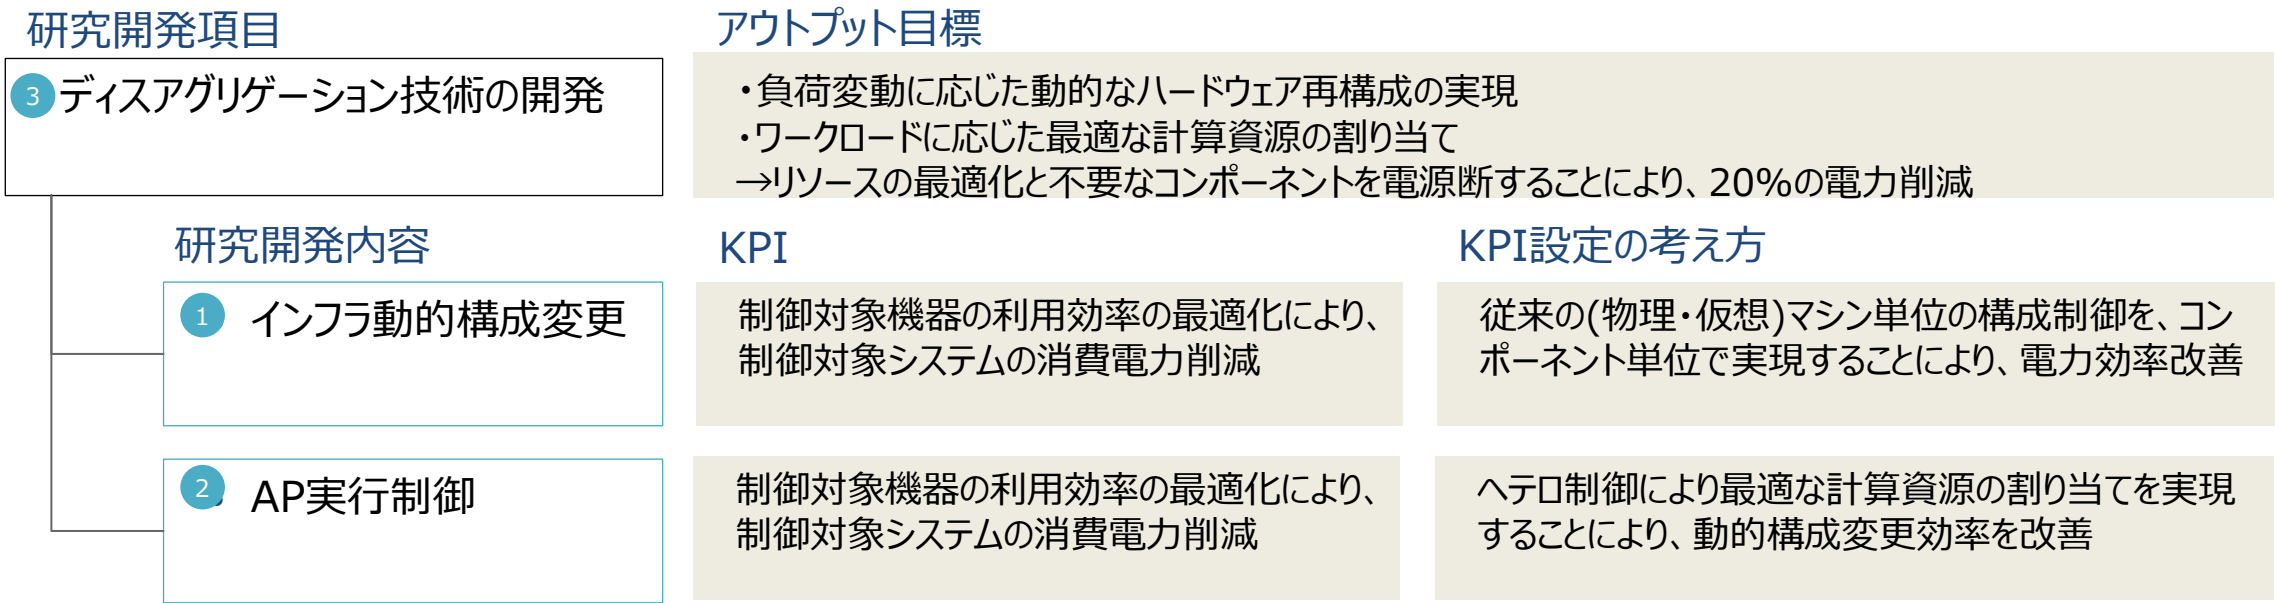 研究開発項目
アウトプット目標
3 ディスアグリゲーション技術の開発
・負荷変動に応じた動的なハードウェア再構成の実現
・ワークロードに応じた最適な計算資源の割り当て
→リソースの最適化と不要なコンポーネントを電源断することにより、20%の電力削減
研究開発内容
KPI
KPI設定の考え方
1 インフラ動的構成変更
制御対象機器の利用効率の最適化により、
制御対象システムの消費電力削減
従来の(物理・仮想)マシン単位の構成制御を、コン
ポーネント単位で実現することにより、電力効率改善
2 AP実行制御
制御対象機器の利用効率の最適化により、
制御対象システムの消費電力削減
ヘテロ制御により最適な計算資源の割り当てを実現
することにより、動的構成変更効率を改善